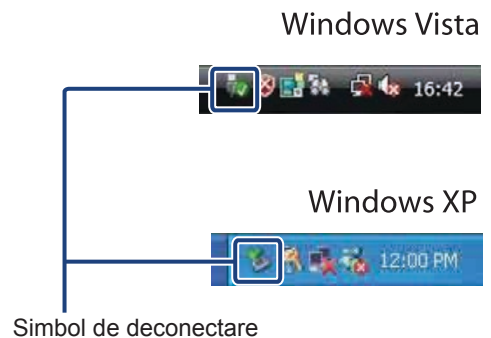 Windows Vista
16:42
Windows XP
12:00 PM
Simbol de deconectare